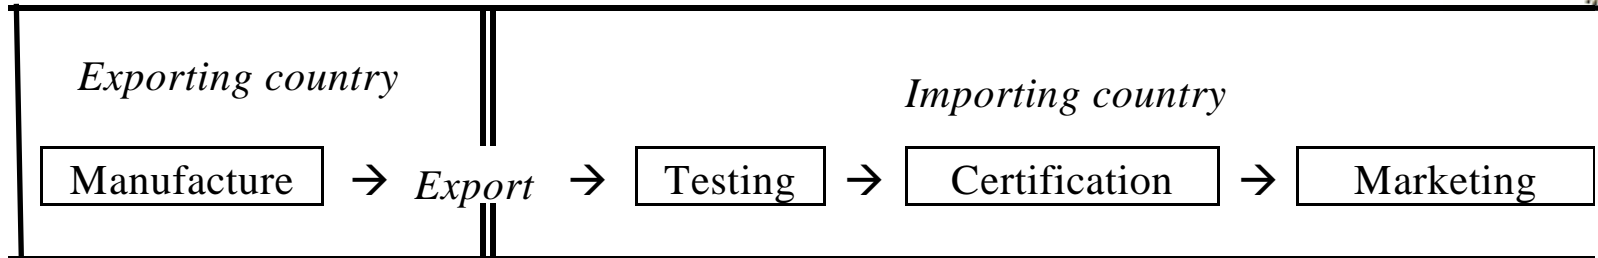 Exporting country
Importing country
Manufacture → Export → Testing → Certification → Marketing